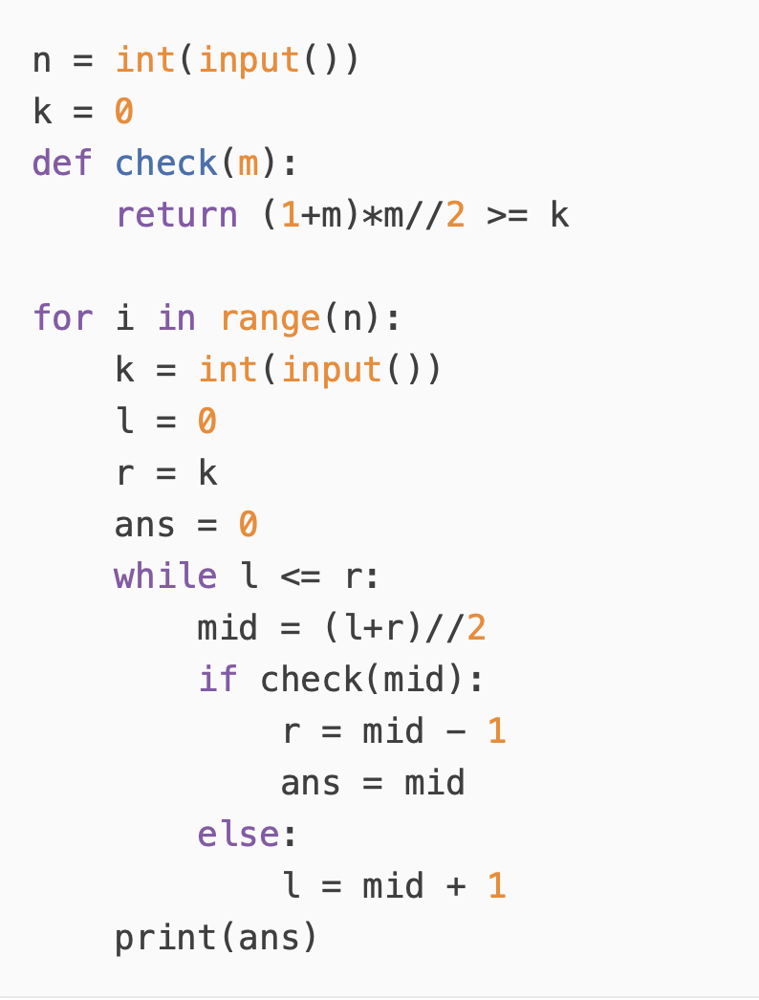 n = int(input())
k = 0
def check(m):
    return (1+m)*m//2 >= k

for i in range(n):
    k = int(input())
    l = 0
    r = k
    ans = 0
    while l <= r:
        mid = (l+r)//2
        if check(mid):
            r = mid - 1
            ans = mid
        else:
            l = mid + 1
    print(ans)